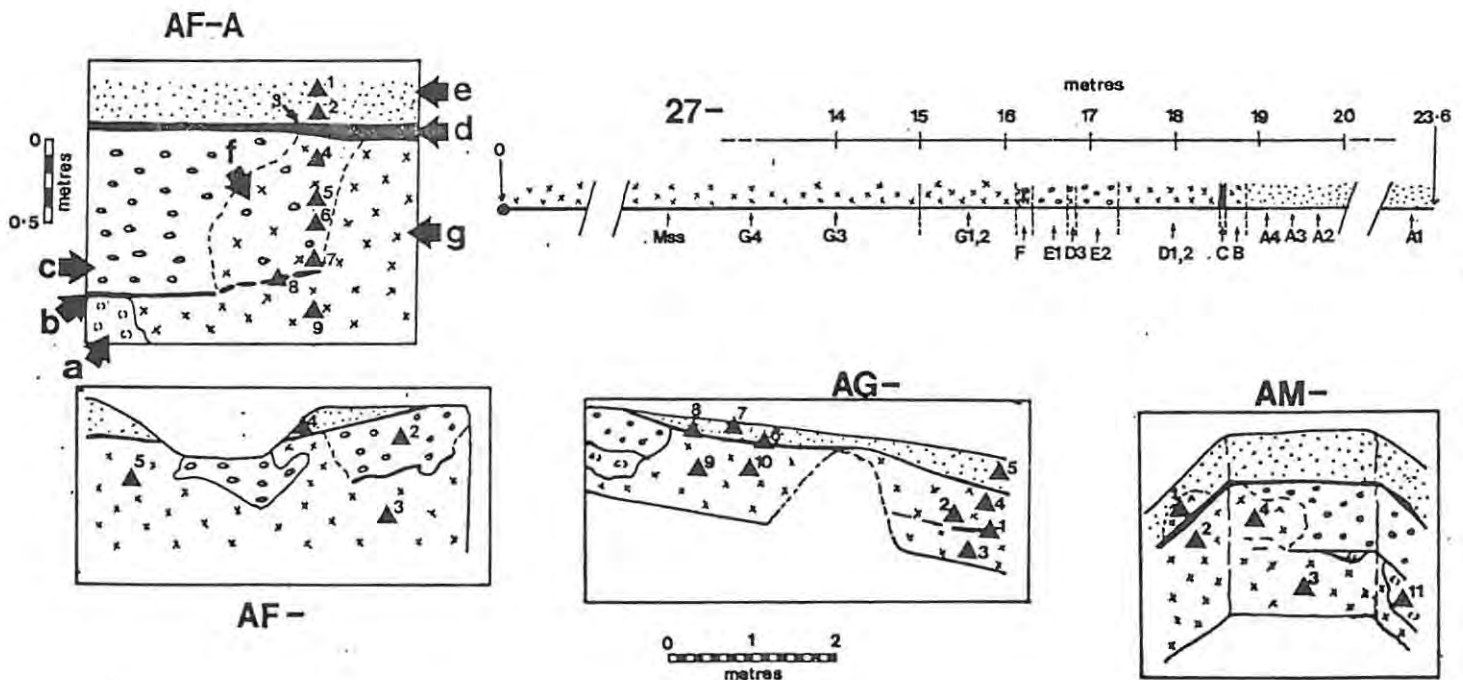 AF-A
1
2
3
4
5
6
7
8
9
a
b
c
d
e
f
g
0
metres
0·5
metres
27-
14 15 16 17 18 19 20 23·6
0
Mss G4 G3 G1,2 F E1 D3 E2 D1,2 C B A4 A3 A2 A1
5 4 2 3
AF-
AG-
8 7 6 5
9 10 2 4
1
3
0 1 2
metres
AM-
1
2 4
3 11